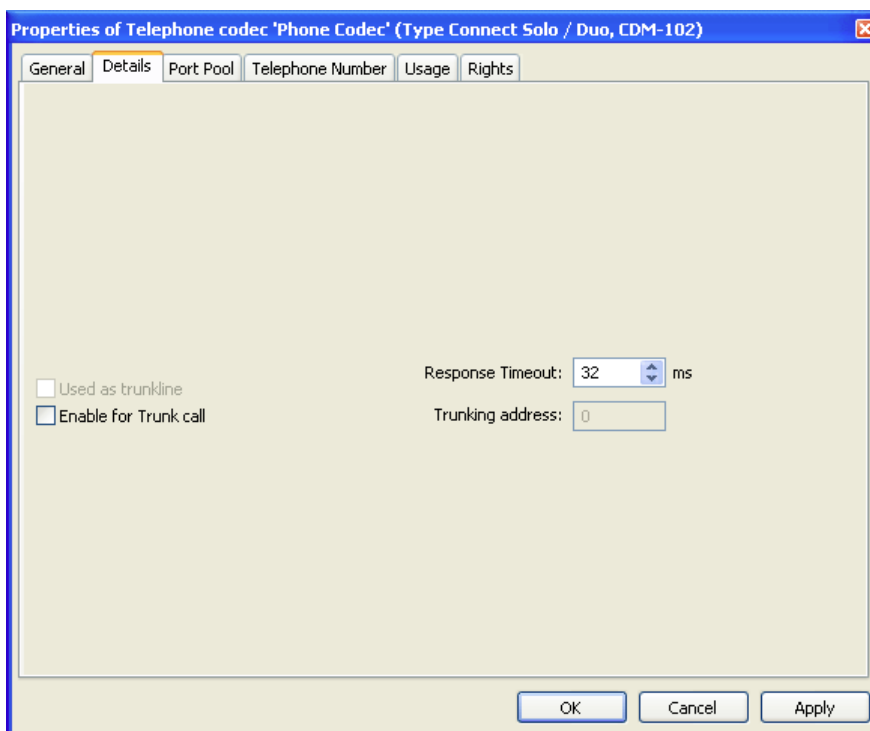 Properties of Telephone codec 'Phone Codec' (Type Connect Solo / Duo, CDM-102)
General Details Port Pool Telephone Number Usage Rights
Response Timeout: 32 ms
Used as trunkline
Enable for Trunk call
Trunking address: 0
OK Cancel Apply